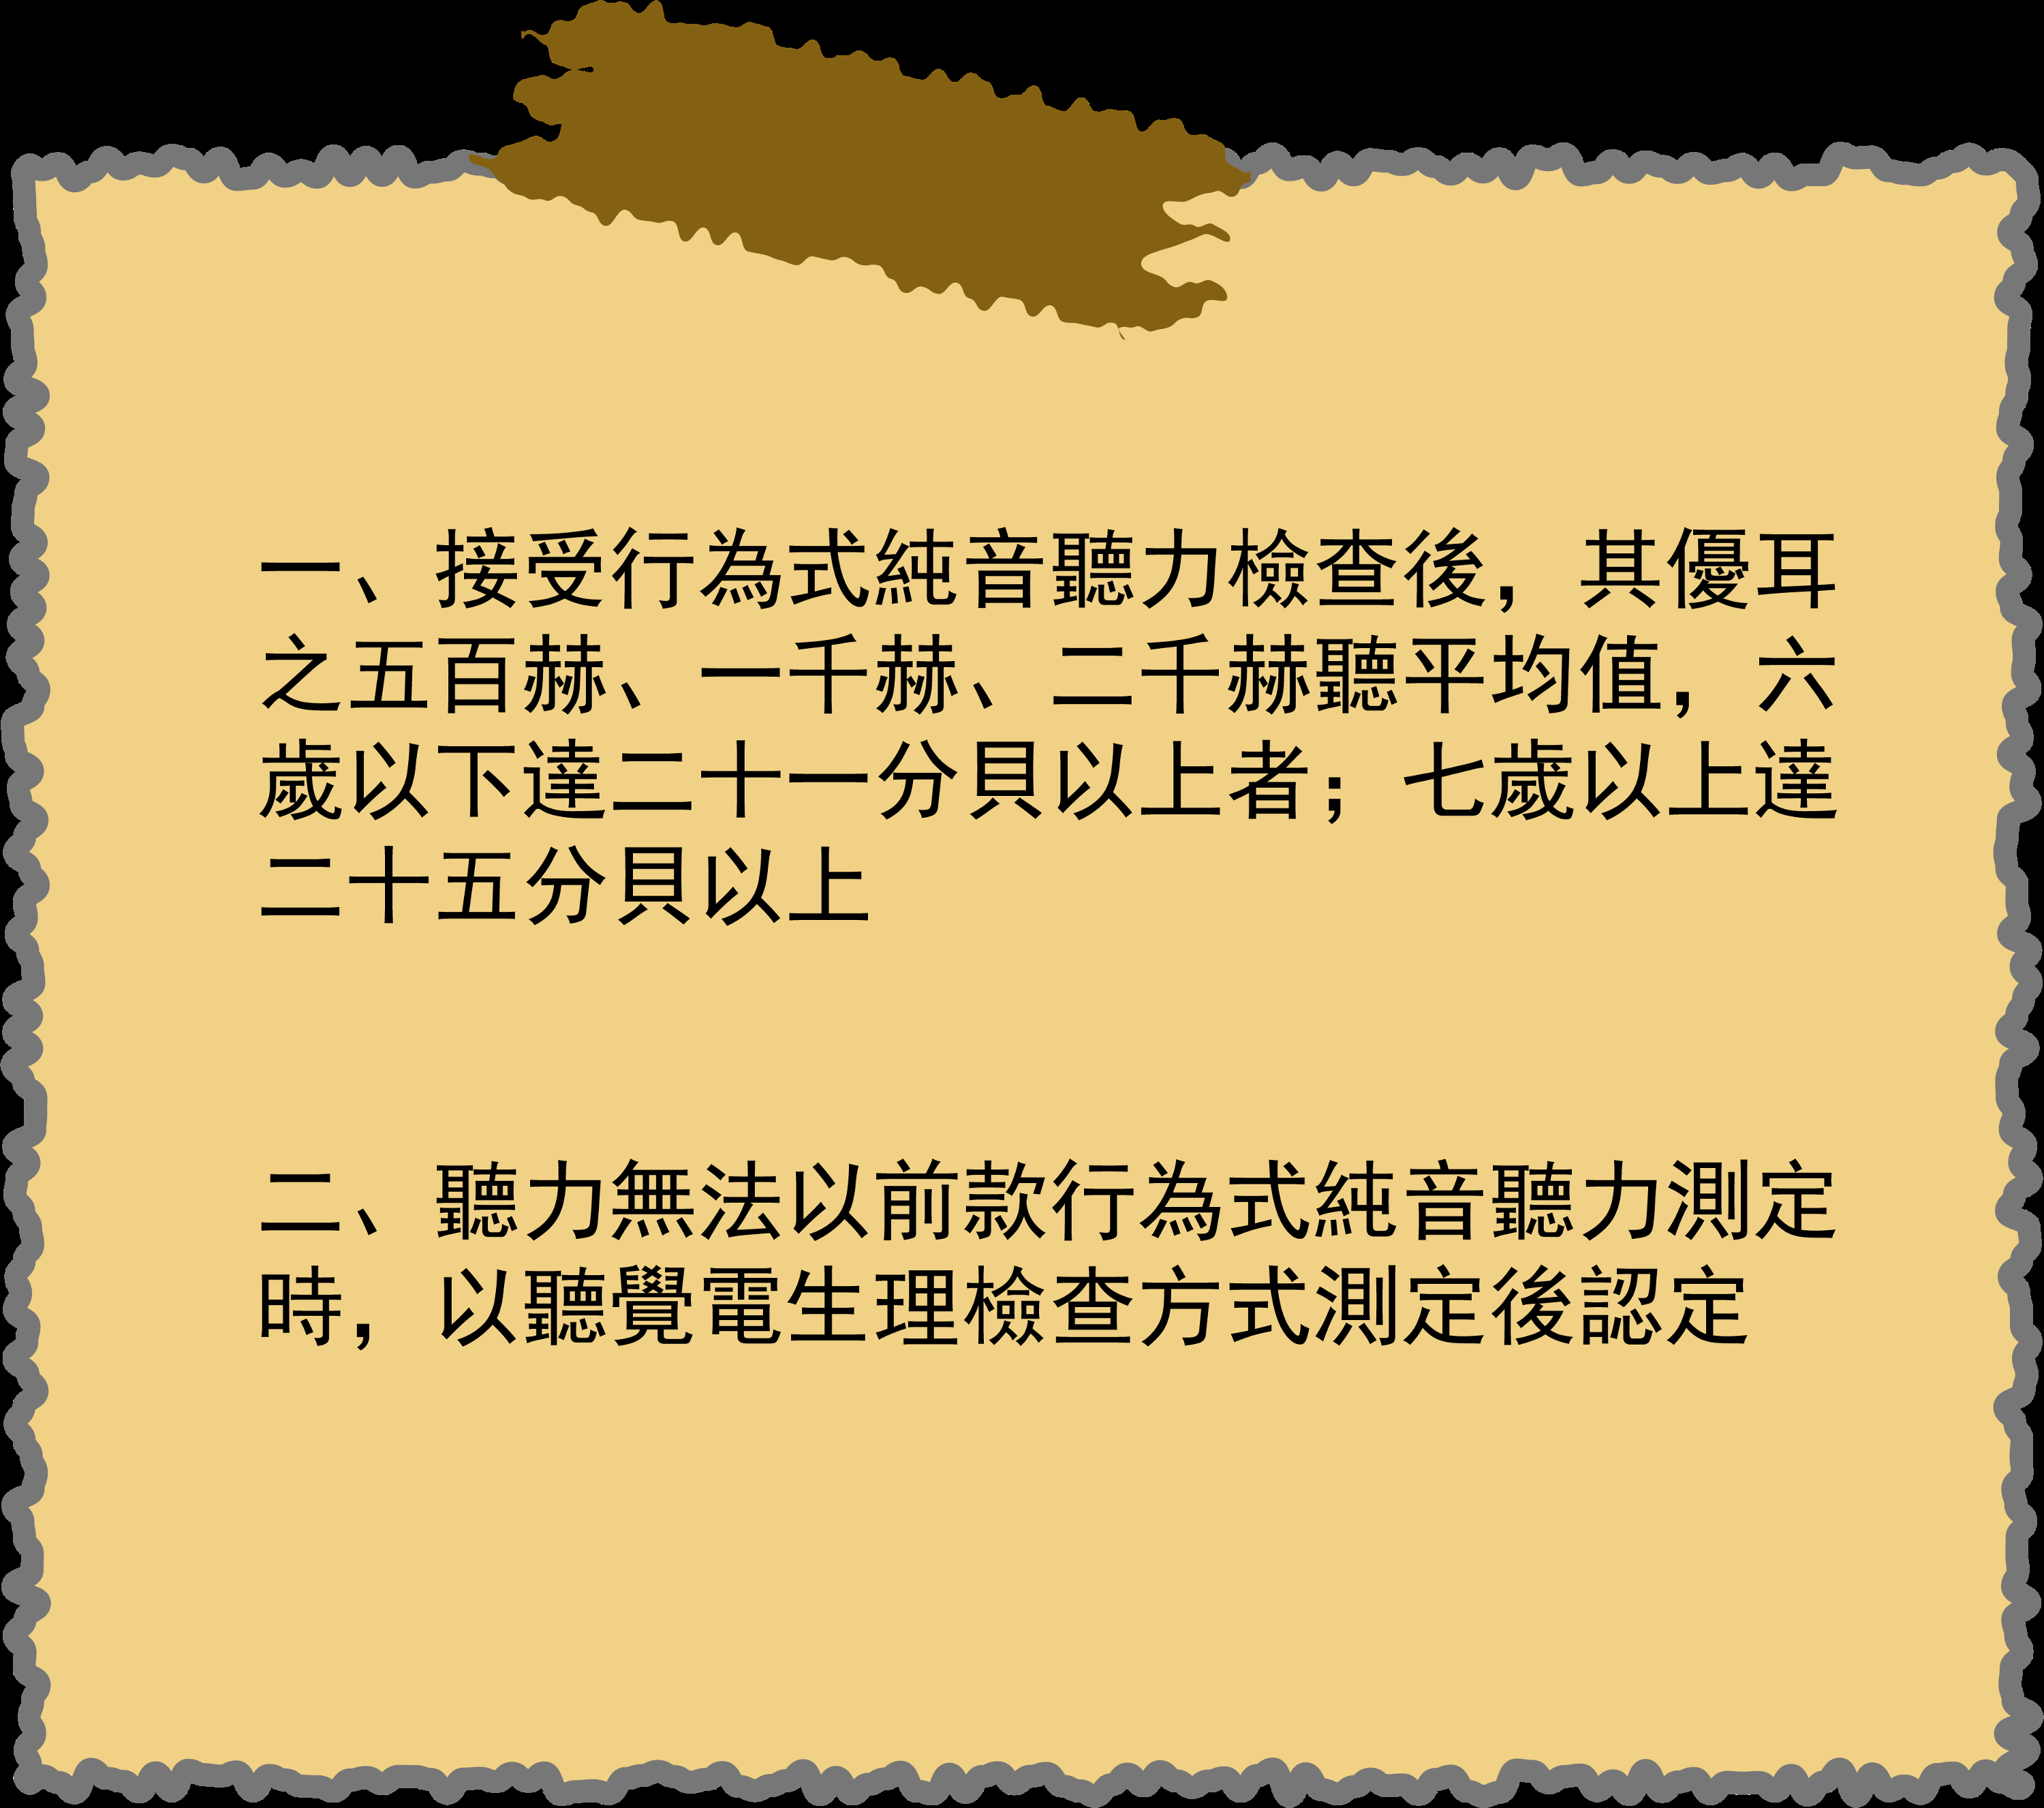 一、接受行為式純音聽力檢查後，其優耳
之五百赫、一千赫、二千赫聽平均值，六
歲以下達二十一分貝以上者；七歲以上達
二十五分貝以上
二、聽力無法以前款行為式純音聽力測定
時，以聽覺電生理檢查方式測定後認定